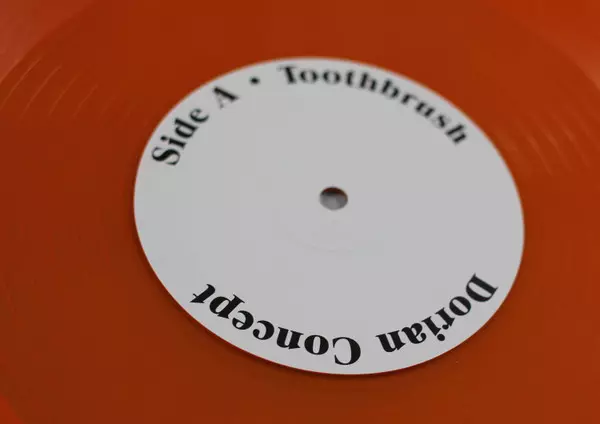 Side A • Toothbrush
Dorian Concept